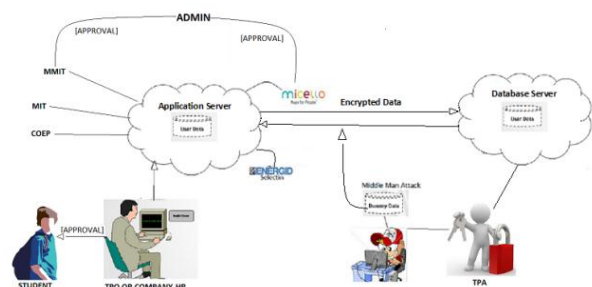 ADMIN
[APPROVAL]
[APPROVAL]
MMIT
MIT
COEP
Application Server
User Data
micello
Encrypted Data
Database Server
User Data
ENERGID
Selectin
Middle Man Attack
Dummy Data
[APPROVAL]
STUDENT
TPO OR COMPANY HR
TPA